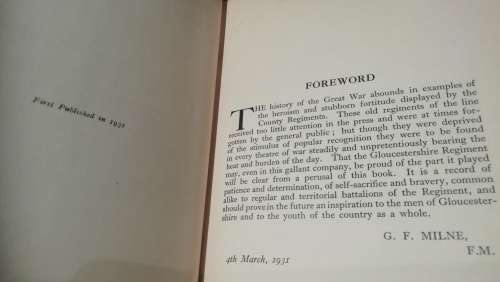 First Published in 1931
FOREWORD
THE history of the Great War abounds in examples of
the heroism and stubborn fortitude displayed by the
County Regiments. These old regiments of the line
received too little attention in the press and were at times for-
gotten by the general public; but though they were deprived
of the stimulus of popular recognition they were to be found
in every theatre of war steadily and unpretentiously bearing the
heat and burden of the day. That the Gloucestershire Regiment
may, even in this gallant company, be proud of the part it played
will be clear from a perusal of this book. It is a record of
patience and determination, of self-sacrifice and bravery, common
alike to regular and territorial battalions of the Regiment, and
should prove in the future an inspiration to the men of Gloucester-
shire and to the youth of the country as a whole.
G. F. MILNE,
F.M.
4th March, 1931